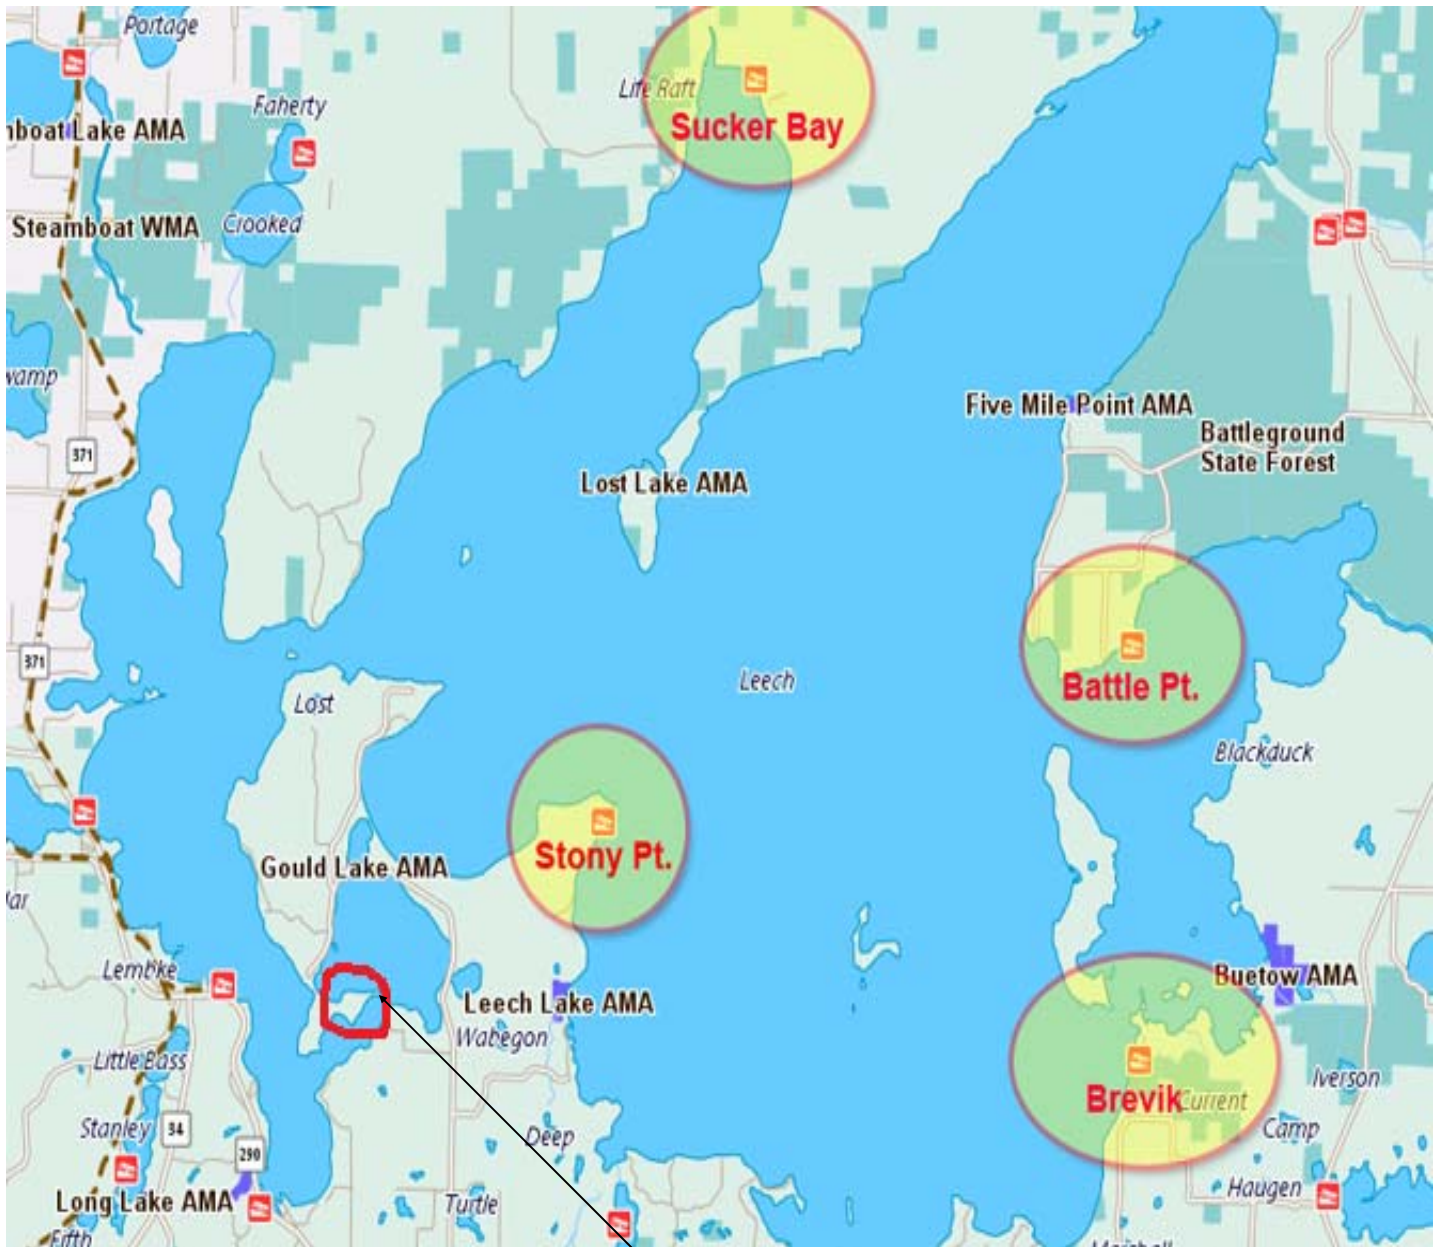 Portage
Life Raft
Faherty
Sucker Bay
Lake AMA
Steamboat WMA
Crooked
Five Mile Point AMA
Battleground
State Forest
371
Lost Lake AMA
371
Leech
Battle Pt.
Lost
Blackduck
Stony Pt.
Gould Lake AMA
Lembke
Buetow AMA
Leech Lake AMA
Wabegon
Little Bass
Iverson
Brevik
Current
Stanley
34
Camp
Deep
290
Haugen
Long Lake AMA
Turtle
Fifth